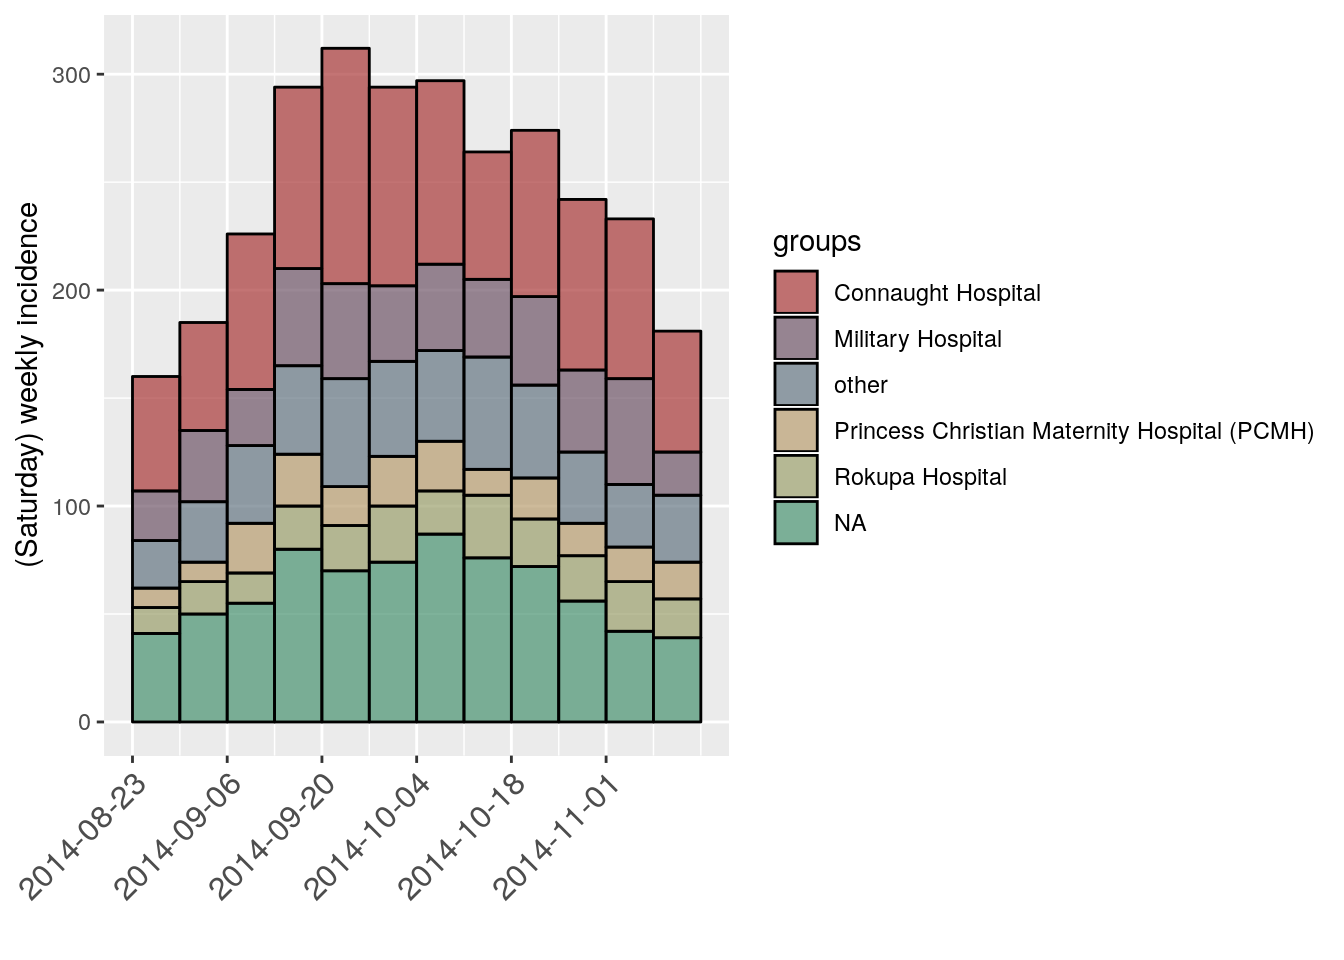 (Saturday) weekly incidence
300
200
100
0
2014-08-23
2014-09-06
2014-09-20
2014-10-04
2014-10-18
2014-11-01
groups
Connaught Hospital
Military Hospital
other
Princess Christian Maternity Hospital (PCMH)
Rokupa Hospital
NA